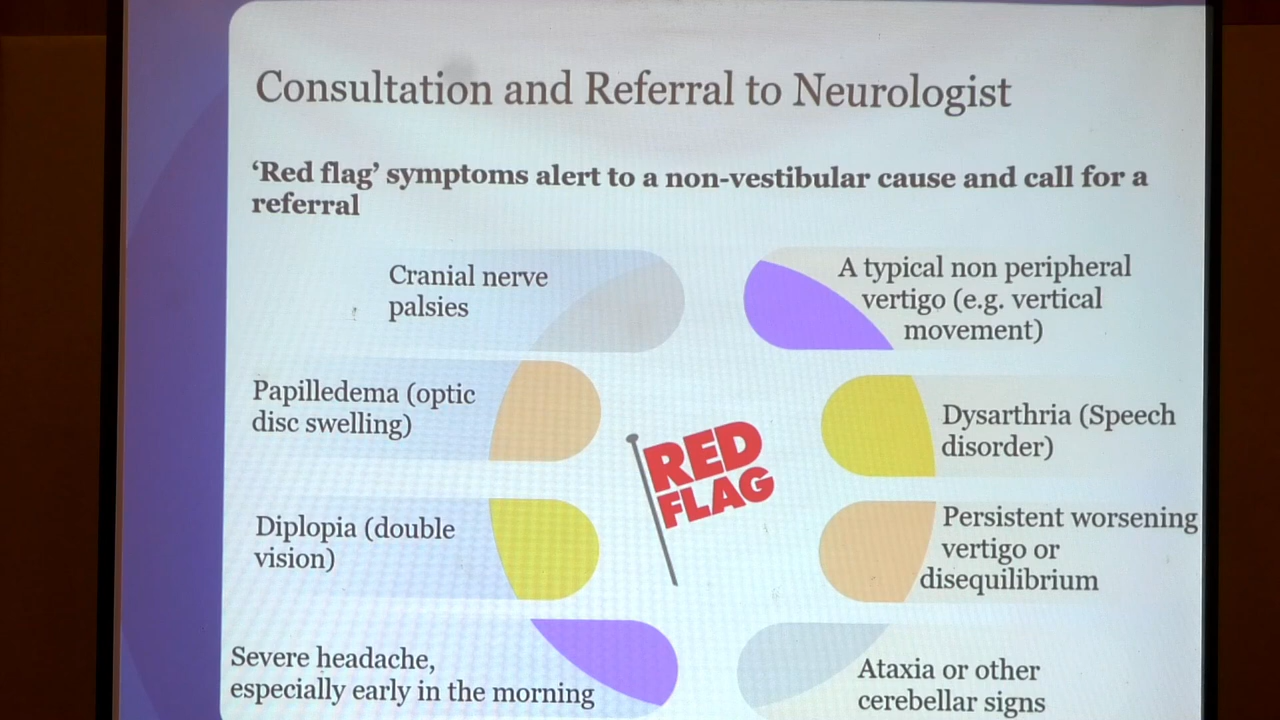 Consultation and Referral to Neurologist
‘Red flag’ symptoms alert to a non-vestibular cause and call for a
referral
Cranial nerve
palsies
Papilledema (optic
disc swelling)
Diplopia (double
vision)
Severe headache,
especially early in the morning
RED
FLAG
A typical non peripheral
vertigo (e.g. vertical
movement)
Dysarthria (Speech
disorder)
Persistent worsening
vertigo or
disequilibrium
Ataxia or other
cerebellar signs